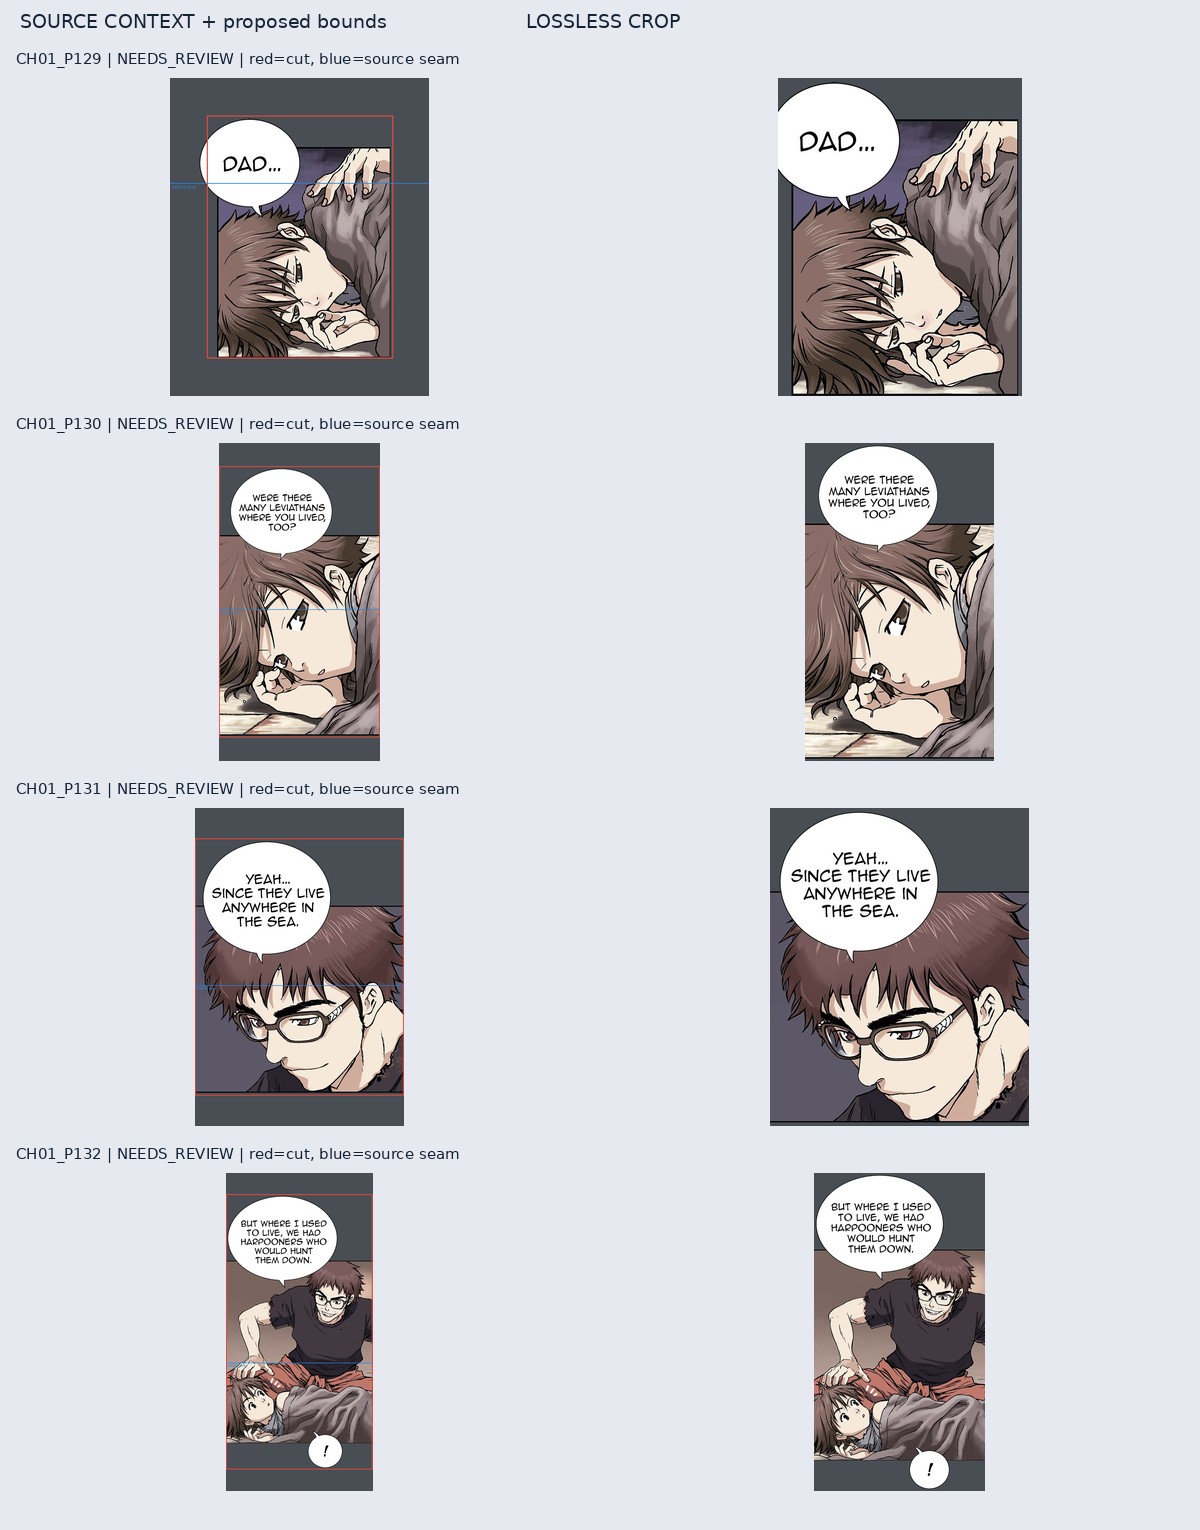 SOURCE CONTEXT + proposed bounds
LOSSLESS CROP
CH01_P129 | NEEDS_REVIEW | red=cut, blue=source seam
DAD...
DAD...
CH01_P130 | NEEDS_REVIEW | red=cut, blue=source seam
WERE THERE
MANY LEVIATHANS
WHERE YOU LIVED,
TOO?
WERE THERE
MANY LEVIATHANS
WHERE YOU LIVED,
TOO?
CH01_P131 | NEEDS_REVIEW | red=cut, blue=source seam
YEAH...
SINCE THEY LIVE
ANYWHERE IN
THE SEA.
YEAH...
SINCE THEY LIVE
ANYWHERE IN
THE SEA.
CH01_P132 | NEEDS_REVIEW | red=cut, blue=source seam
BUT WHERE I USED
TO LIVE, WE HAD
HARPOONERS WHO
WOULD HUNT
THEM DOWN.
!
BUT WHERE I USED
TO LIVE, WE HAD
HARPOONERS WHO
WOULD HUNT
THEM DOWN.
!